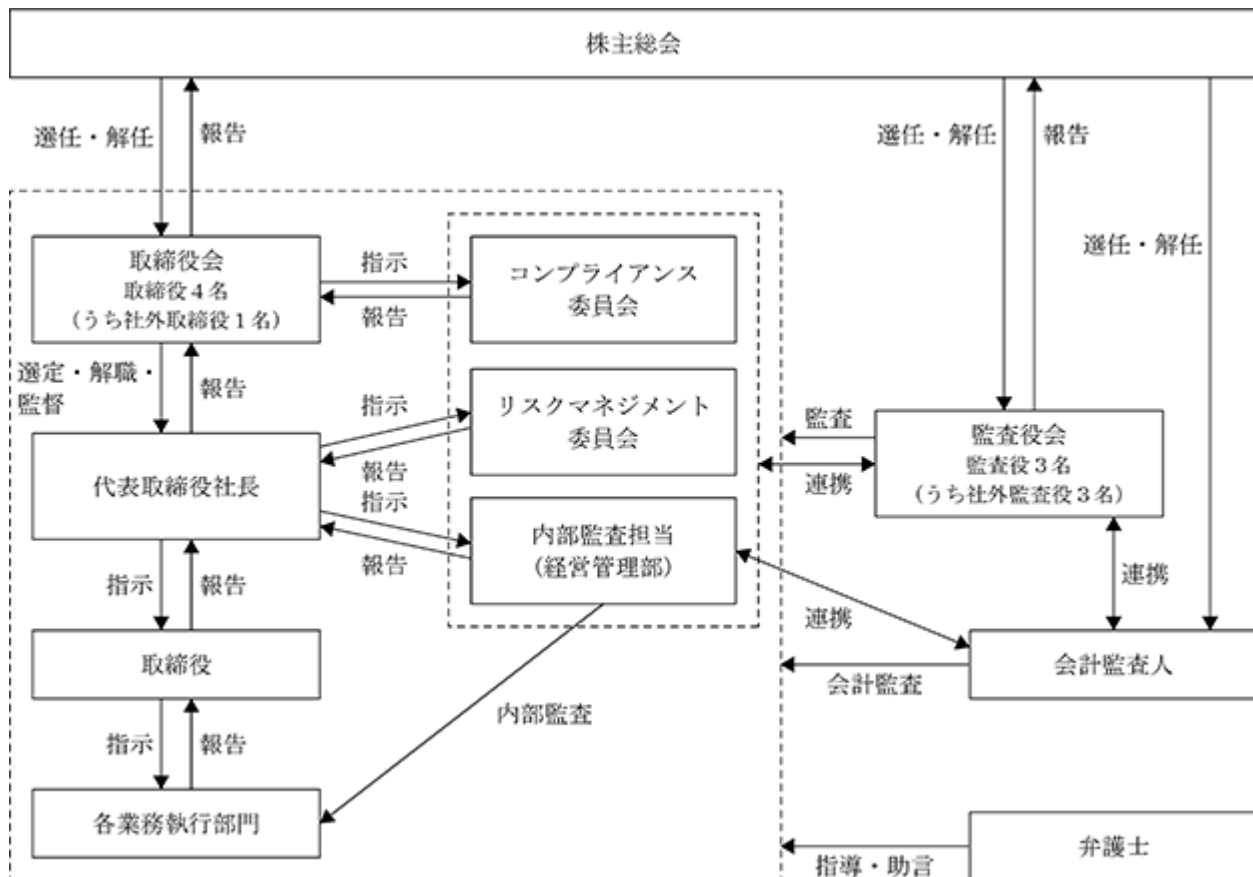 株主総会
選任・解任
報告
選任・解任
報告
選任・解任
取締役会
取締役4名
（うち社外取締役1名）
指示
報告
コンプライアンス
委員会
選定・解職・
監督
報告
指示
報告
リスクマネジメント
委員会
代表取締役社長
指示
報告
内部監査担当
（経営管理部）
監査
連携
監査役会
監査役3名
（うち社外監査役3名）
指示
報告
連携
連携
取締役
会計監査人
会計監査
内部監査
指示
報告
各業務執行部門
弁護士
指導・助言